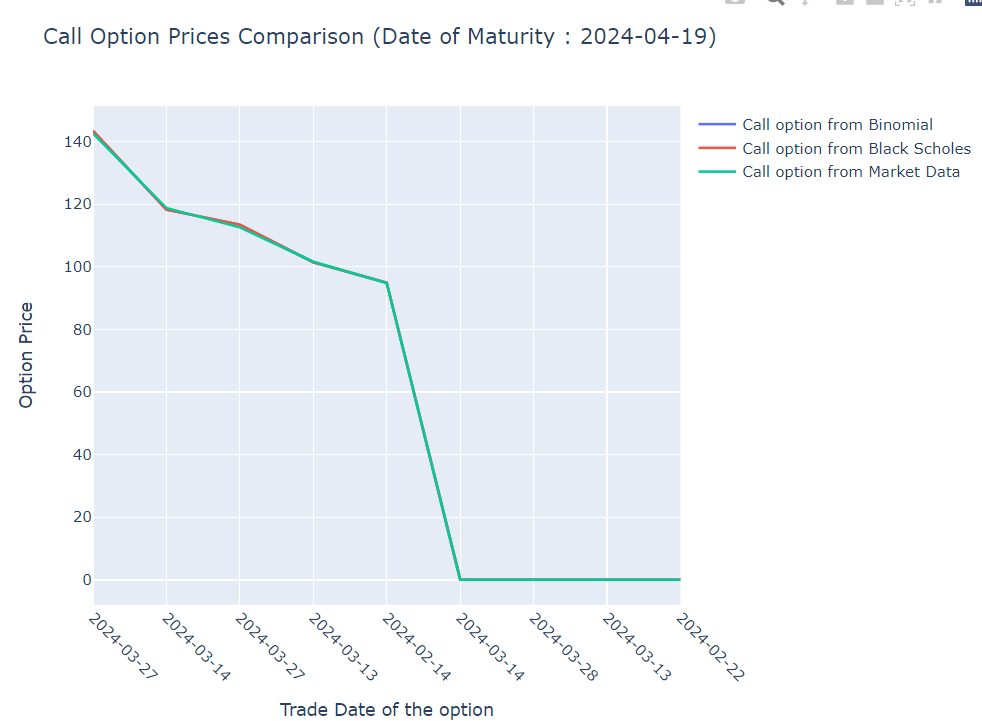 Call Option Prices Comparison (Date of Maturity : 2024-04-19)
Call option from Binomial
Call option from Black Scholes
Call option from Market Data
140
120
100
80
60
40
20
0
Option Price
2024-03-27
2024-03-14
2024-03-27
2024-03-13
2024-02-14
2024-03-14
2024-03-28
2024-03-13
2024-02-22
Trade Date of the option